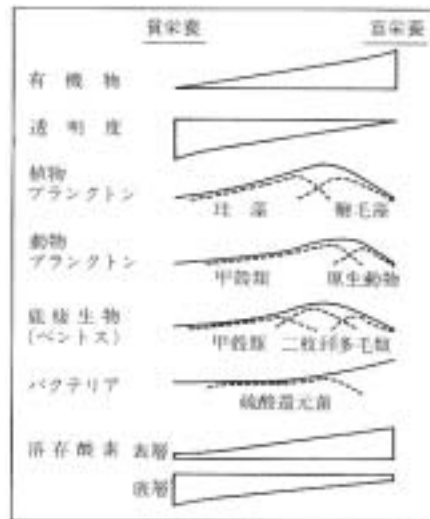 貧栄養 富栄養
有機物
透明度
植物
プランクトン
珪藻 鞭毛藻
動物
プランクトン
甲殻類 原生動物
底棲生物
(ベントス)
甲殻類 二枚貝多毛類
バクテリア
硫酸還元菌
溶存酸素 表層
底層